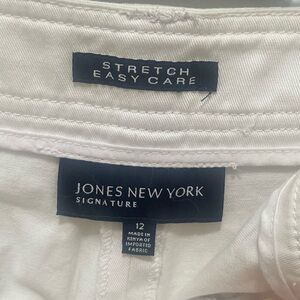 STRETCH
EASY CARE
JONES NEW YORK
SIGNATURE
12
MADE IN
KENYA OF
IMPORTED
FABRIC